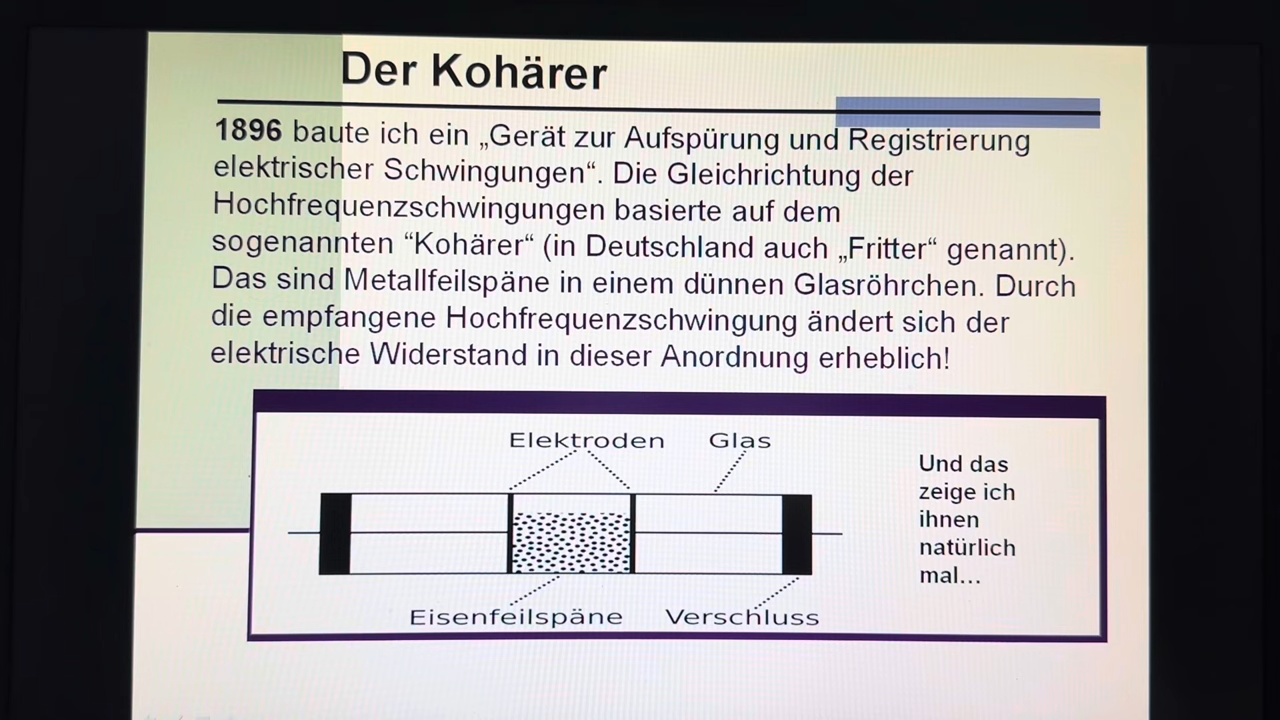 Der Kohärer
1896 baute ich ein „Gerät zur Aufspürung und Registrierung
elektrischer Schwingungen“. Die Gleichrichtung der
Hochfrequenzschwingungen basierte auf dem
sogenannten “Kohärer“ (in Deutschland auch „Fritter“ genannt).
Das sind Metallfeilspäne in einem dünnen Glasröhrchen. Durch
die empfangene Hochfrequenzschwingung ändert sich der
elektrische Widerstand in dieser Anordnung erheblich!
Elektroden Glas
Eisenfeilspäne Verschluss
Und das
zeige ich
ihnen
natürlich
mal…